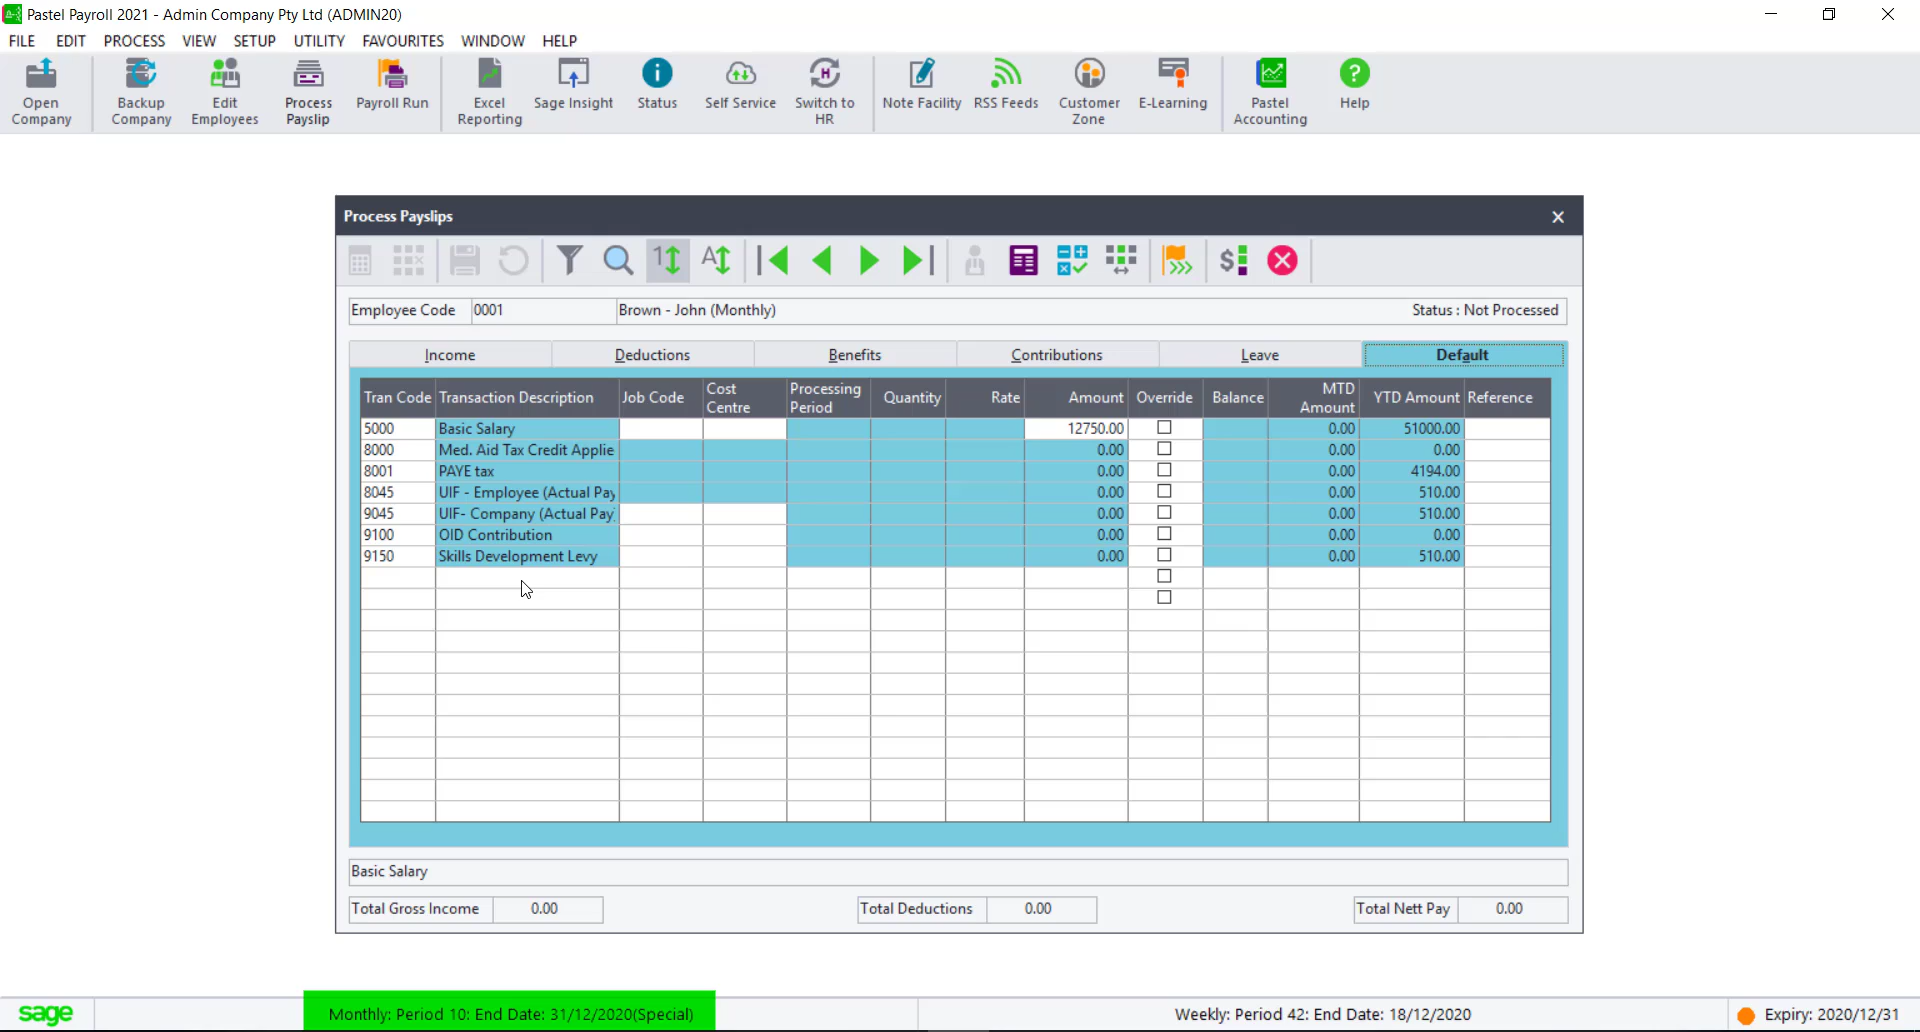 Pastel Payroll 2021 - Admin Company Pty Ltd (ADMIN20)
FILE EDIT PROCESS VIEW SETUP UTILITY FAVOURITES WINDOW HELP
Open Company
Backup Company
Edit Employees
Process Payslip
Payroll Run
Excel Reporting
Sage Insight
Status
Self Service
Switch to HR
Note Facility
RSS Feeds
Customer Zone
E-Learning
Pastel Accounting
Help
Process Payslips
Employee Code 0001 Brown - John (Monthly) Status : Not Processed
Income Deductions Benefits Contributions Leave Default
Tran Code Transaction Description Job Code Cost Centre Processing Period Quantity Rate Amount Override Balance MTD Amount YTD Amount Reference
5000 Basic Salary 12750.00 0.00 51000.00
8000 Med. Aid Tax Credit Applie 0.00 0.00 0.00
8001 PAYE tax 0.00 0.00 4194.00
8045 UIF - Employee (Actual Pay 0.00 0.00 510.00
9045 UIF- Company (Actual Pay 0.00 0.00 510.00
9100 OID Contribution 0.00 0.00 0.00
9150 Skills Development Levy 0.00 0.00 510.00
Basic Salary
Total Gross Income 0.00 Total Deductions 0.00 Total Nett Pay 0.00
sage Monthly: Period 10: End Date: 31/12/2020(Special) Weekly: Period 42: End Date: 18/12/2020 Expiry: 2020/12/31